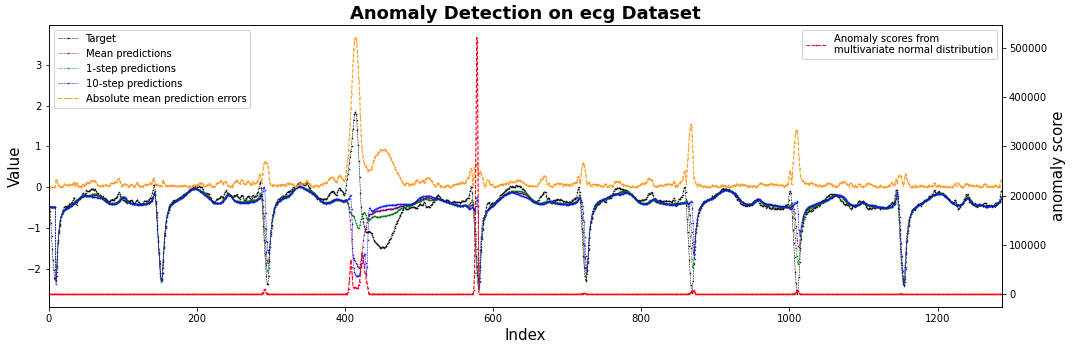 Anomaly Detection on ecg Dataset
Target
Mean predictions
1-step predictions
10-step predictions
Absolute mean prediction errors
Anomaly scores from
multivariate normal distribution
Value
3
2
1
0
−1
−2
500000
400000
300000
200000
100000
0
anomaly score
0
200
400
600
800
1000
1200
Index